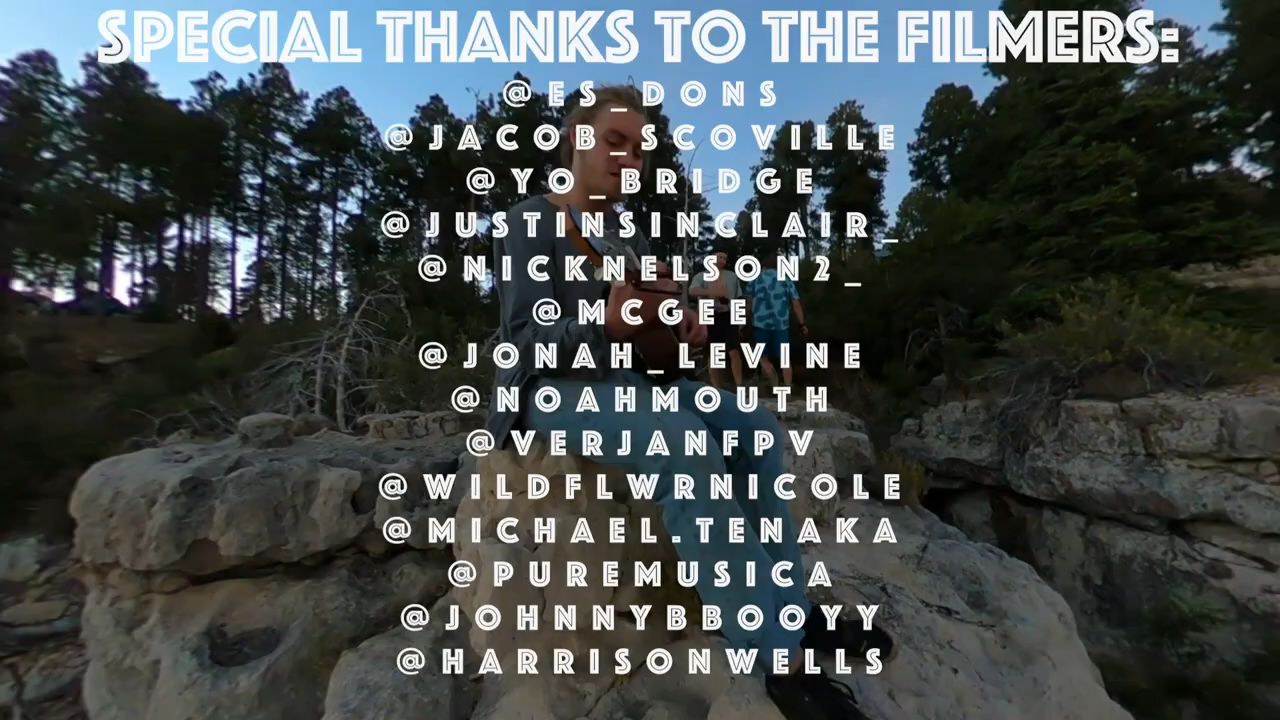 SPECIAL THANKS TO THE FILMERS:
@ES_DONS
@JACOB_SCOVILLE
@YO_BRIDGE
@JUSTINSINCLAIR_
@NICKNELSON2_
@MCGEE
@JONAH_LEVINE
@NOAHMOUTH
@VERJANFPV
@WILDFLWRNICOLE
@MICHAEL.TENAKA
@PUREMUSICA
@JOHNNYBBOOYY
@HARRISONWELLS